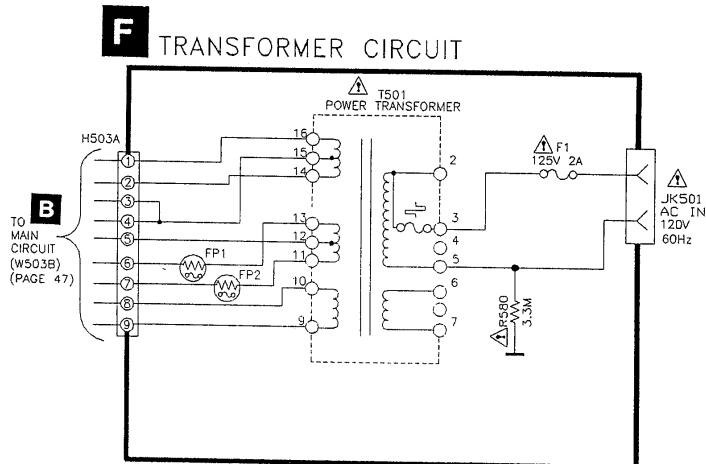 F TRANSFORMER CIRCUIT
T501
POWER TRANSFORMER
H503A
1
2
3
4
5
6
7
8
9
TO B
MAIN
CIRCUIT
(W503B)
(PAGE 47)
FP1
FP2
16
15
14
13
12
11
10
9
2
3
4
5
6
7
F1
125V 2A
R580
3.3M
JK501
AC IN
120V
60Hz